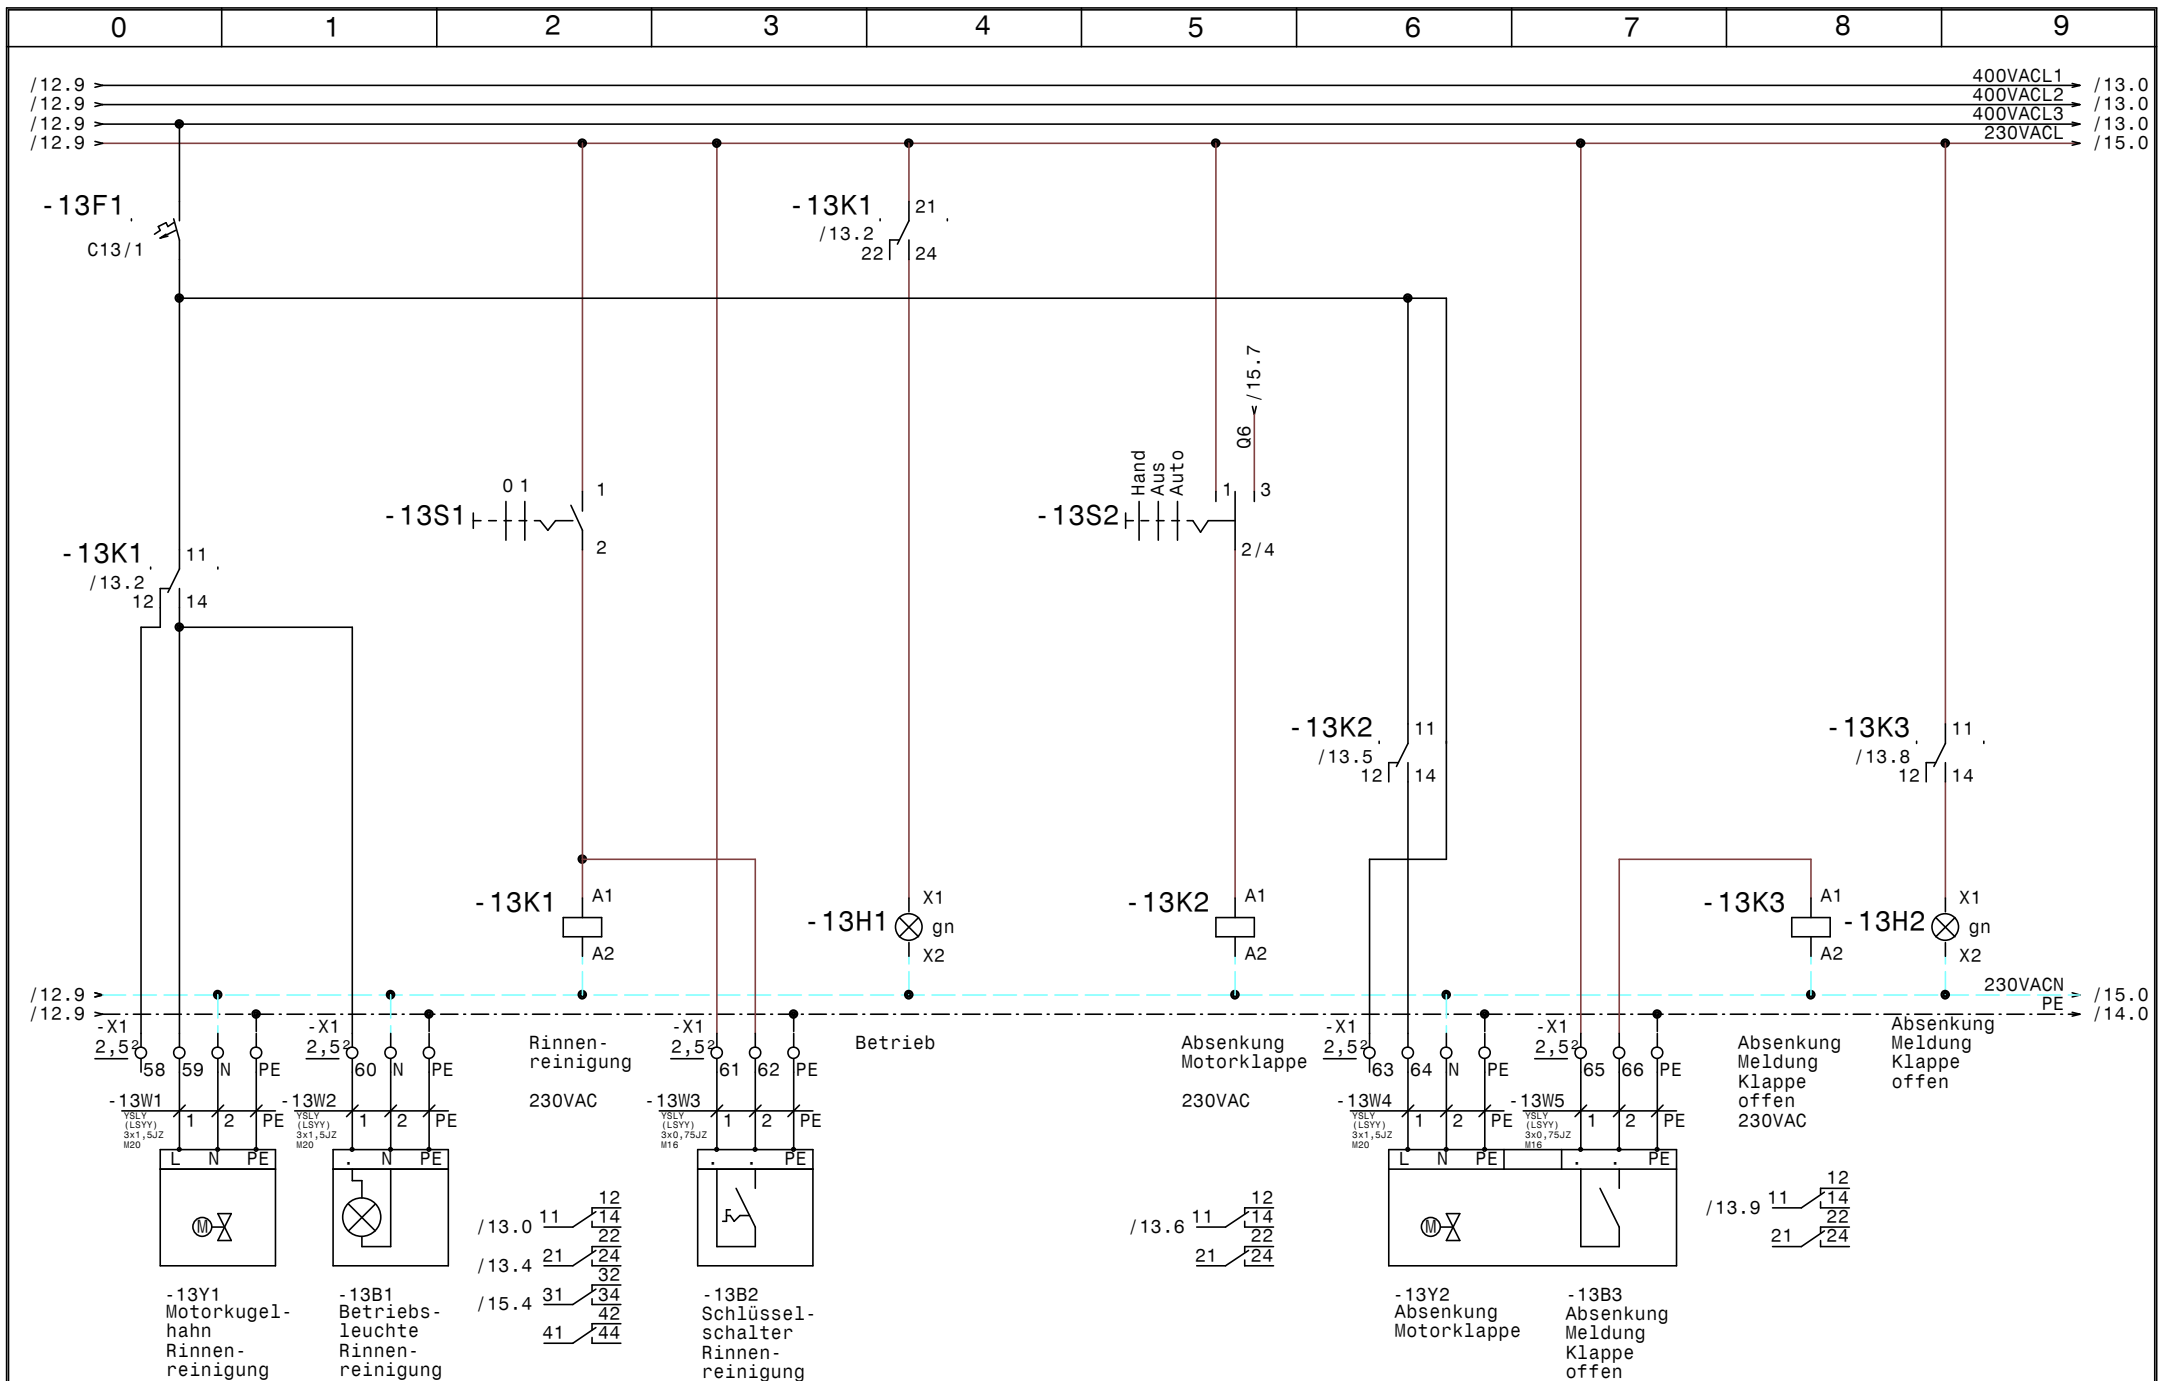 0 1 2 3 4 5 6 7 8 9
/12.9 400VACL1 /13.0
/12.9 400VACL2 /13.0
/12.9 400VACL3 /13.0
/12.9 230VACL /15.0
-13F1
C13/1
-13K1
/13.2
21
22 24
/15.7
Q6
Hand
Aus
Auto
-13S1
0 1
1
2
-13S2
1 3
2/4
-13K1
/13.2
11
12 14
-13K2
/13.5
11
12 14
-13K3
/13.8
11
12 14
-13K1
A1
A2
-13H1
X1
gn
X2
-13K2
A1
A2
-13K3
A1
A2
-13H2
X1
gn
X2
/12.9 230VACN /15.0
/12.9 PE /14.0
-X1
2,5²
58 59 N PE
-X1
2,5²
60 N PE
Rinnen-
reinigung
230VAC
-X1
2,5²
61 62 PE
Betrieb
Absenkung
Motorklappe
230VAC
-X1
2,5²
63 64 N PE
-X1
2,5²
65 66 PE
Absenkung
Meldung
Klappe
offen
230VAC
Absenkung
Meldung
Klappe
offen
-13W1
YSLY
(LSYY)
3x1,5JZ
M20
1 2 PE
-13W2
YSLY
(LSYY)
3x1,5JZ
M20
1 2 PE
-13W3
YSLY
(LSYY)
3x0,75JZ
M16
1 2 PE
-13W4
YSLY
(LSYY)
3x1,5JZ
M20
1 2 PE
-13W5
YSLY
(LSYY)
3x0,75JZ
M16
1 2 PE
L N PE
M
. N PE
. . PE
L N PE
M
. . PE
12
/13.0 11 14
22
/13.4 21 24
32
/15.4 31 34
42
41 44
12
/13.6 11 14
22
21 24
12
/13.9 11 14
22
21 24
-13Y1
Motorkugel-
hahn
Rinnen-
reinigung
-13B1
Betriebs-
leuchte
Rinnen-
reinigung
-13B2
Schlüssel-
schalter
Rinnen-
reinigung
-13Y2
Absenkung
Motorklappe
-13B3
Absenkung
Meldung
Klappe
offen